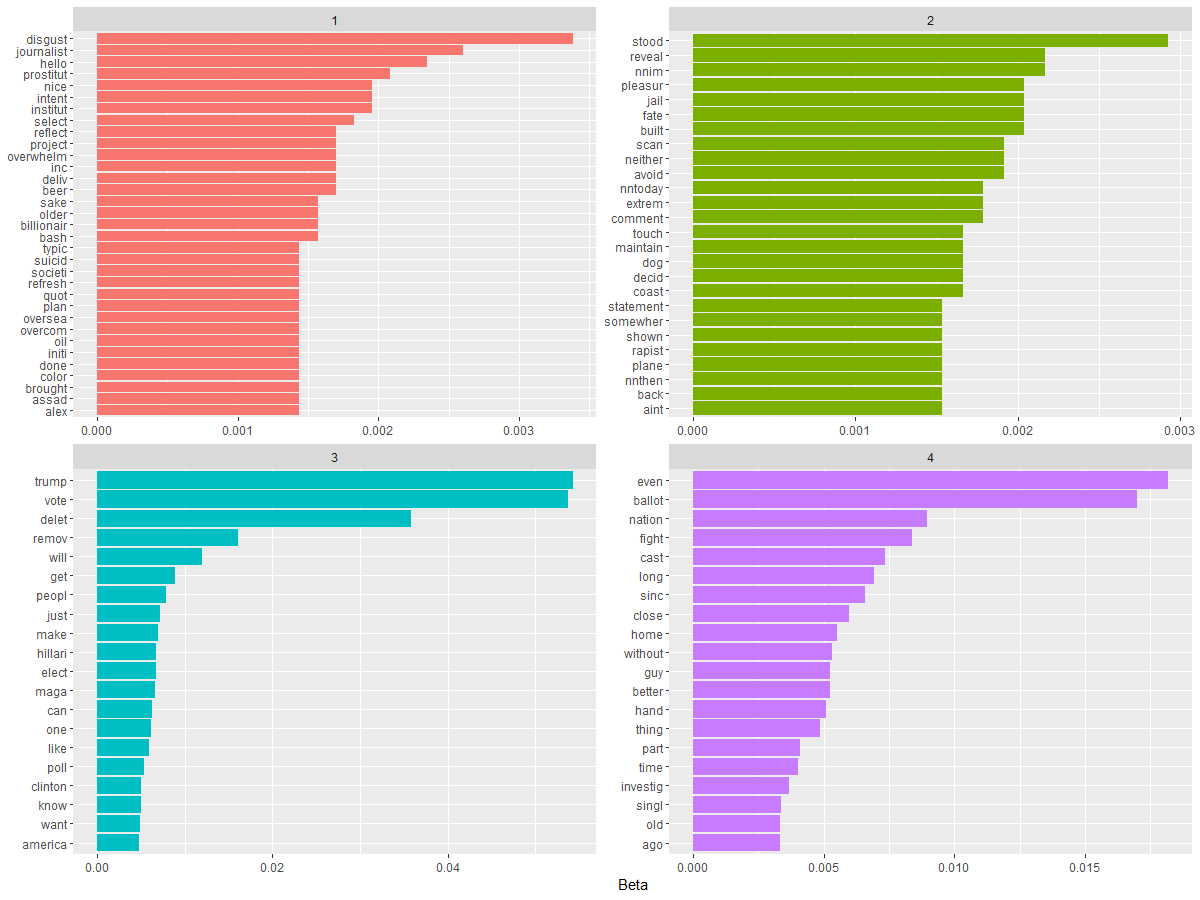 1
disgust
journalist
hello
prostitut
nice
intent
institut
select
reflect
project
overwhelm
inc
deliv
beer
sake
older
billionair
bash
typic
suicid
societi
refresh
quot
plan
oversea
overcom
oil
initi
done
color
brought
assad
alex
0.000 0.001 0.002 0.003
2
stood
reveal
nnim
pleasur
jail
fate
built
scan
neither
avoid
nntoday
extrem
comment
touch
maintain
dog
decid
coast
statement
somewher
shown
rapist
plane
nnthen
back
aint
0.000 0.001 0.002 0.003
3
trump
vote
delet
remov
will
get
peopl
just
make
hillari
elect
maga
can
one
like
poll
clinton
know
want
america
0.00 0.02 0.04
4
even
ballot
nation
fight
cast
long
sinc
close
home
without
guy
better
hand
thing
part
time
investig
singl
old
ago
0.000 0.005 0.010 0.015
Beta